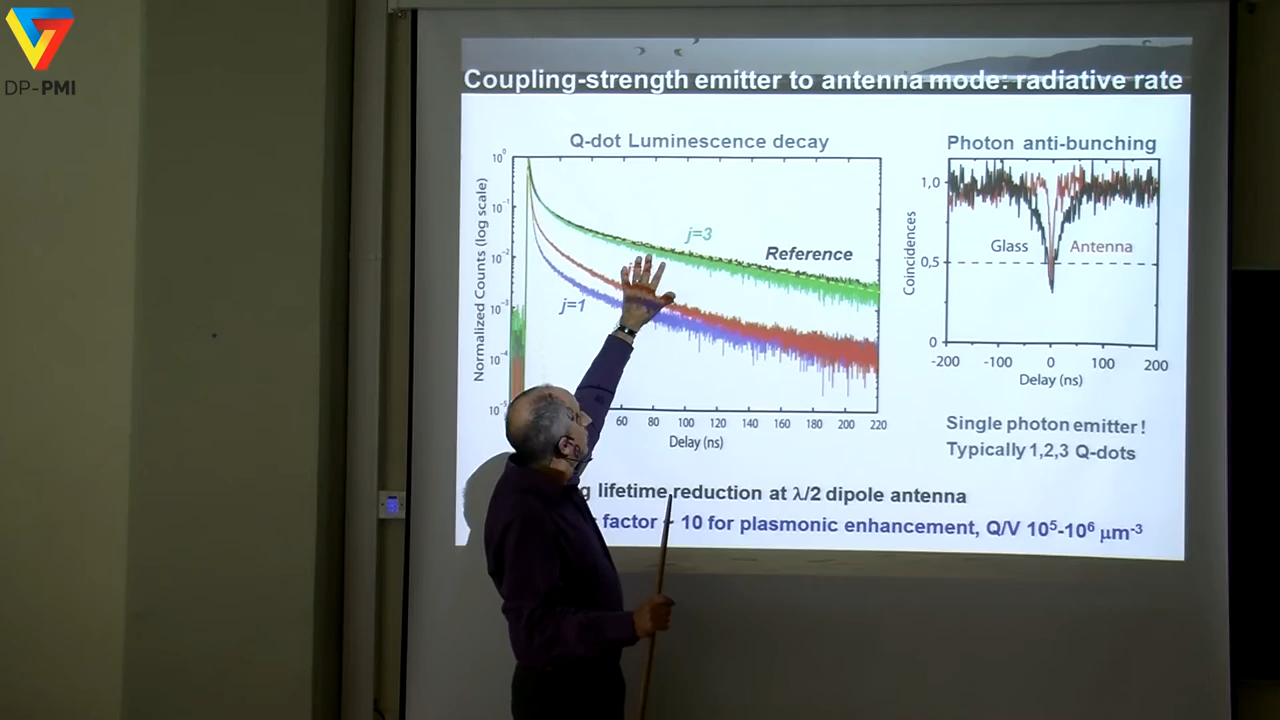 DP-PMI
Coupling-strength emitter to antenna mode: radiative rate
Q-dot Luminescence decay
Photon anti-bunching
Normalized Counts (log scale)
10⁰
10⁻¹
10⁻²
10⁻³
10⁻⁴
j=3
Reference
j=1
60 80 100 120 140 160 180 200 220
Delay (ns)
Coincidences
1,0
0,5
0
Glass
Antenna
-200 -100 0 100 200
Delay (ns)
Single photon emitter!
Typically 1,2,3 Q-dots
lifetime reduction at λ/2 dipole antenna
factor 10 for plasmonic enhancement, Q/V 10⁵-10⁶ μm⁻³